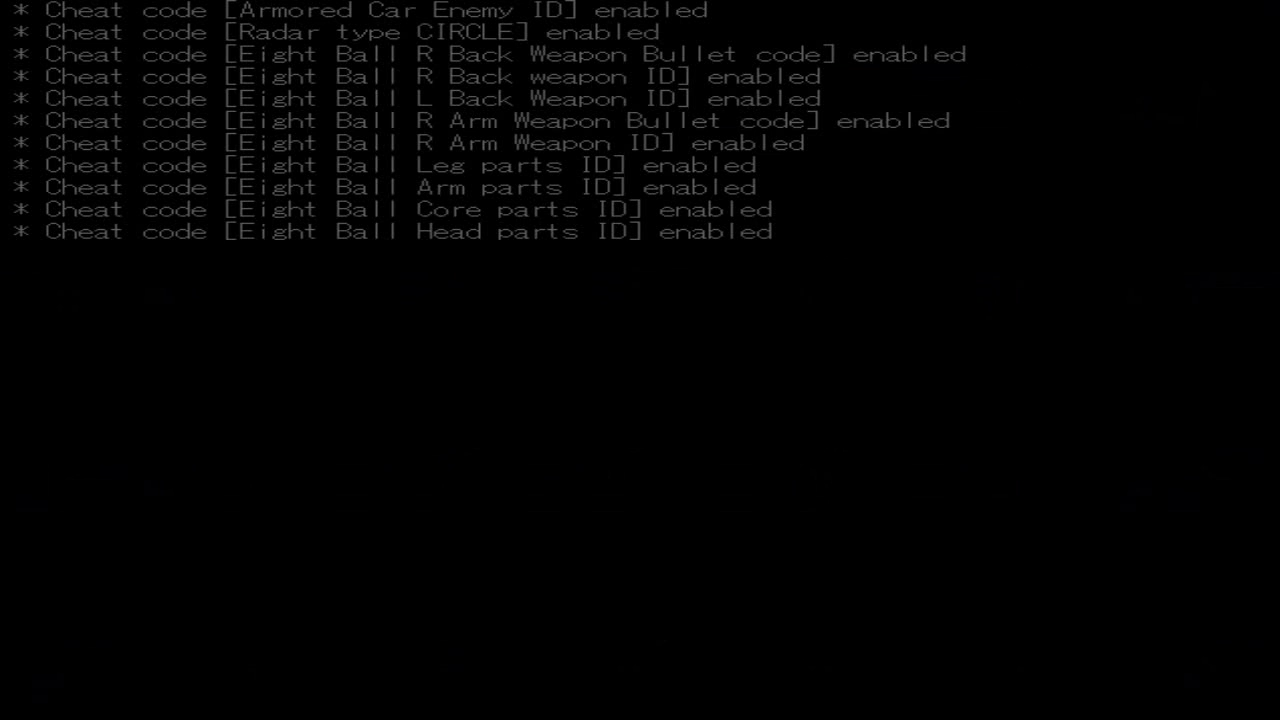 * Cheat code [Armored Car Enemy ID] enabled
* Cheat code [Radar type CIRCLE] enabled
* Cheat code [Eight Ball R Back Weapon Bullet code] enabled
* Cheat code [Eight Ball R Back weapon ID] enabled
* Cheat code [Eight Ball L Back Weapon ID] enabled
* Cheat code [Eight Ball R Arm Weapon Bullet code] enabled
* Cheat code [Eight Ball R Arm Weapon ID] enabled
* Cheat code [Eight Ball Leg parts ID] enabled
* Cheat code [Eight Ball Arm parts ID] enabled
* Cheat code [Eight Ball Core parts ID] enabled
* Cheat code [Eight Ball Head parts ID] enabled